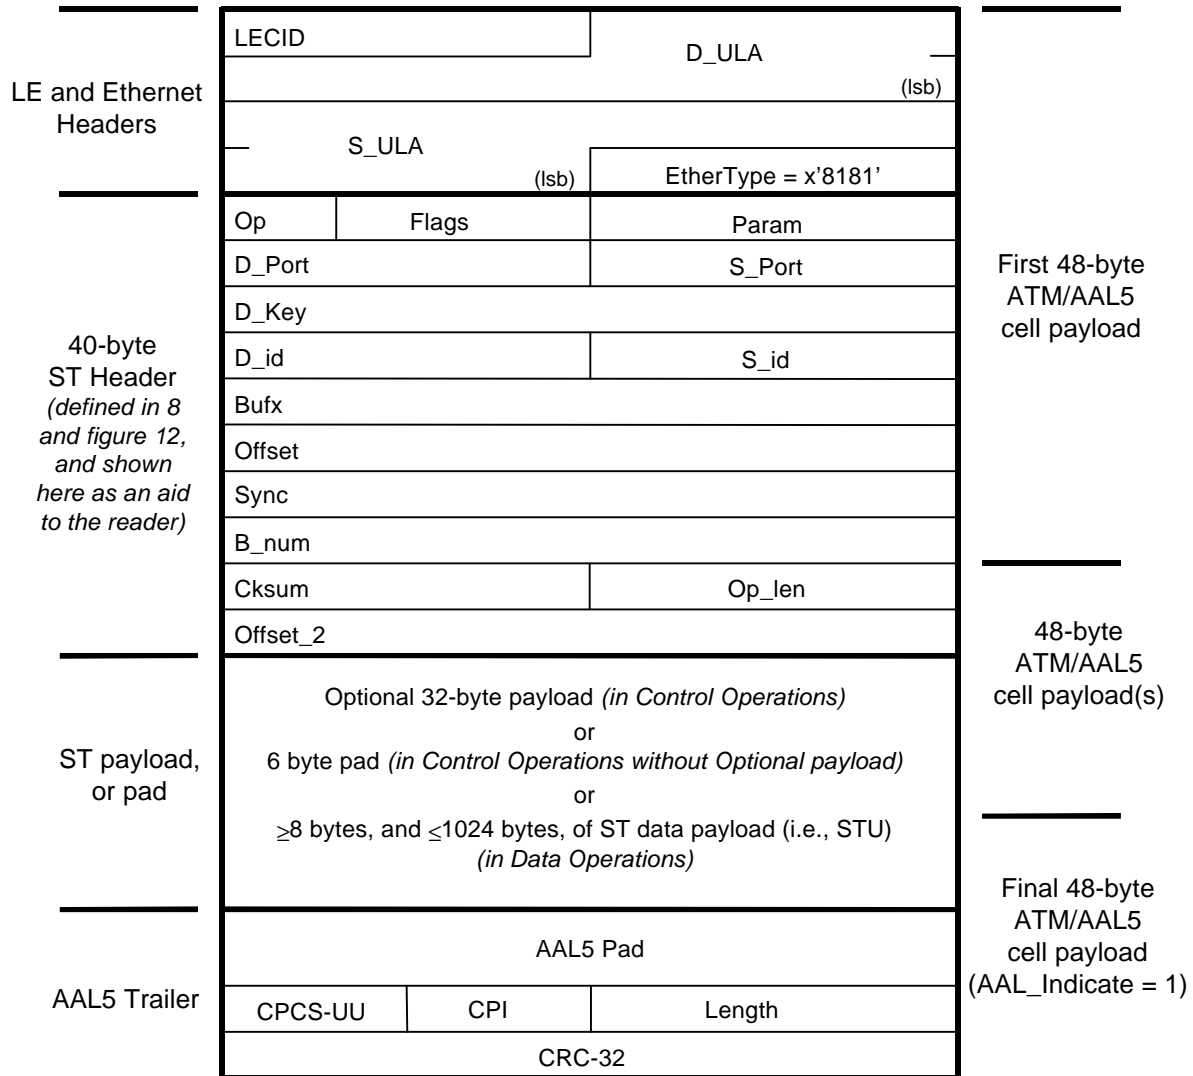 LECID
D_ULA
(lsb)
LE and Ethernet
Headers
S_ULA
(lsb)
EtherType = x'8181’
Op
Flags
Param
D_Port
S_Port
First 48-byte
ATM/AAL5
cell payload
D_Key
40-byte
ST Header
(defined in 8
and figure 12,
and shown
here as an aid
to the reader)
D_id
S_id
Bufx
Offset
Sync
B_num
Cksum
Op_len
Offset_2
48-byte
ATM/AAL5
cell payload(s)
ST payload,
or pad
Optional 32-byte payload (in Control Operations)
or
6 byte pad (in Control Operations without Optional payload)
or
≥8 bytes, and ≤1024 bytes, of ST data payload (i.e., STU)
(in Data Operations)
Final 48-byte
ATM/AAL5
cell payload
(AAL_Indicate = 1)
AAL5 Trailer
AAL5 Pad
CPCS-UU
CPI
Length
CRC-32